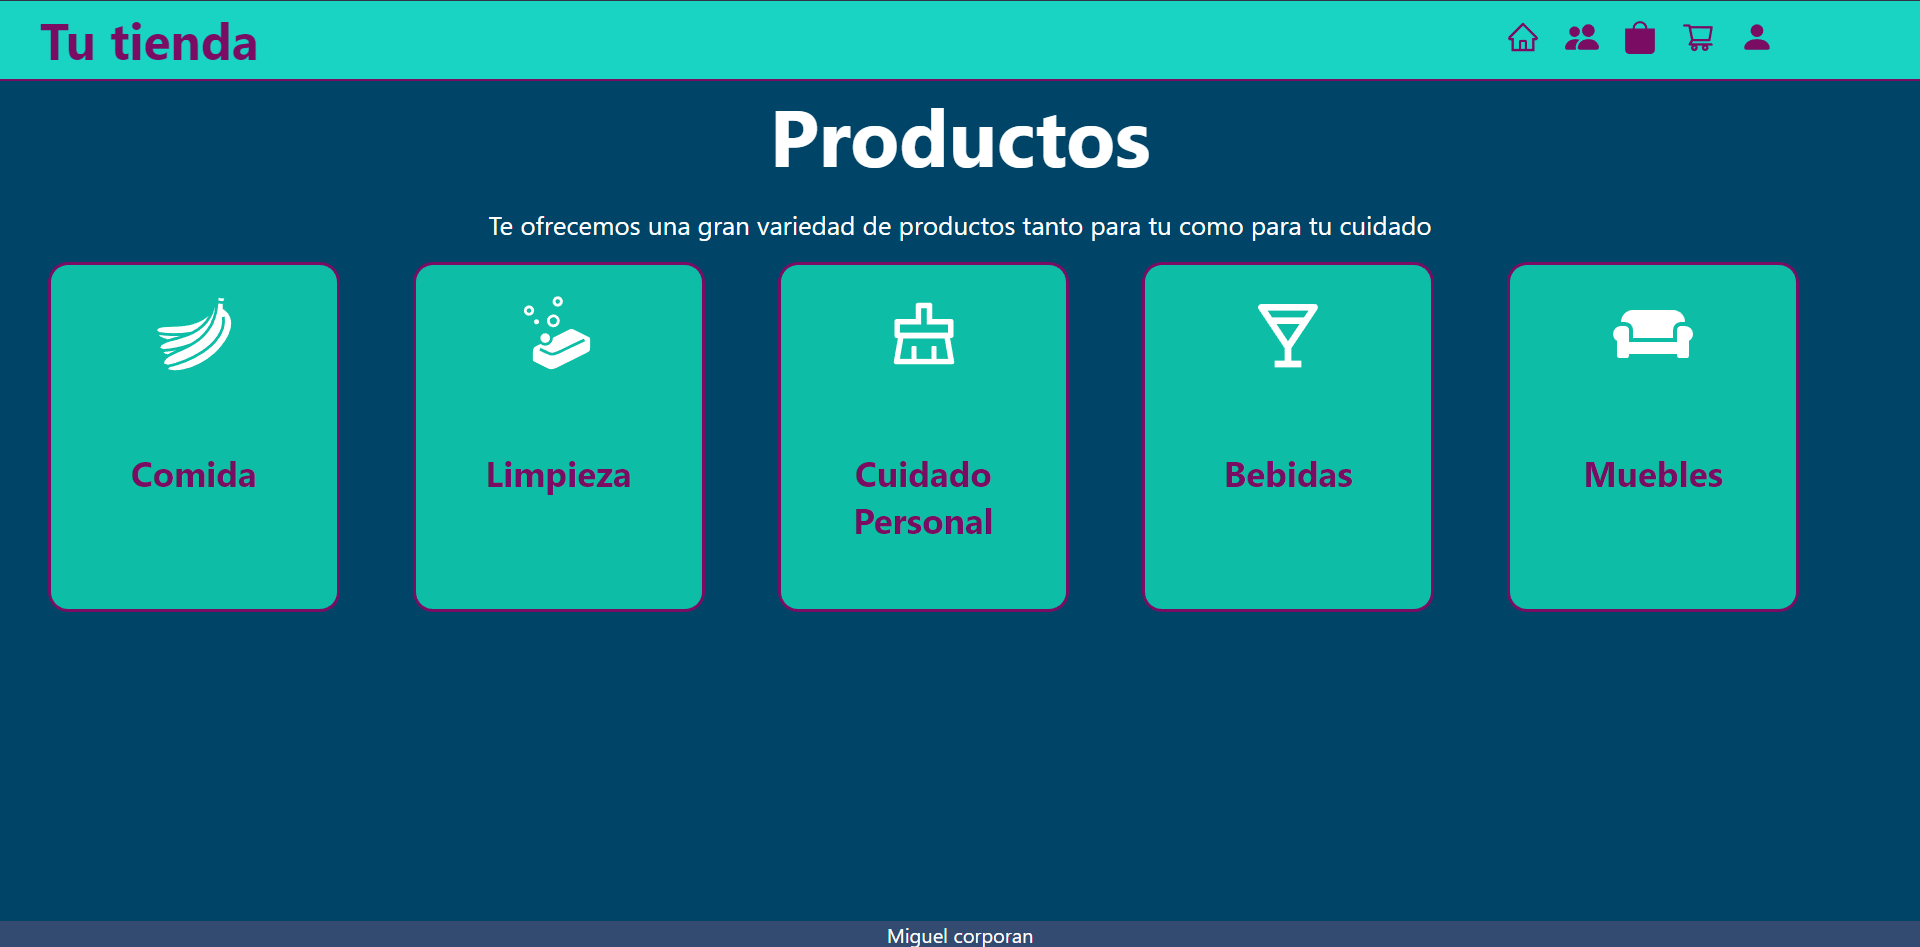 Tu tienda
Productos
Te ofrecemos una gran variedad de productos tanto para tu como para tu cuidado
Comida
Limpieza
Cuidado
Personal
Bebidas
Muebles
Miguel corporan